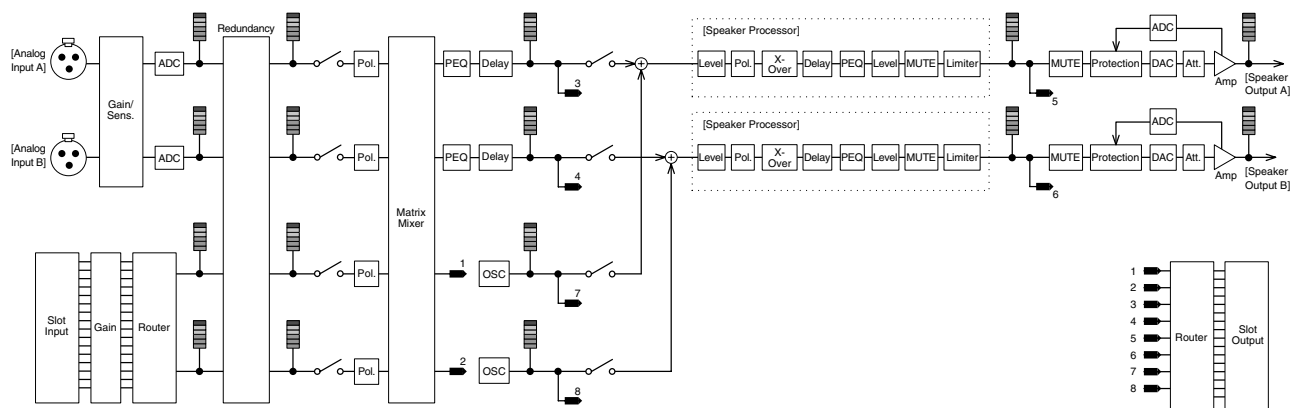 Redundancy
[Speaker Processor]
[Analog
Input A]
Gain/
Sens.
ADC
Pol.
Matrix
Mixer
PEQ
Delay
3
Level
Pol.
X-
Over
Delay
PEQ
Level
MUTE
Limiter
5
MUTE
Protection
ADC
DAC
Att.
Amp
[Speaker
Output A]
[Analog
Input B]
ADC
Pol.
PEQ
Delay
4
[Speaker Processor]
Level
Pol.
X-
Over
Delay
PEQ
Level
MUTE
Limiter
6
MUTE
Protection
ADC
DAC
Att.
Amp
[Speaker
Output B]
Slot
Input
Gain
Router
Pol.
1
OSC
7
Pol.
2
OSC
8
1
2
3
4
5
6
7
8
Router
Slot
Output